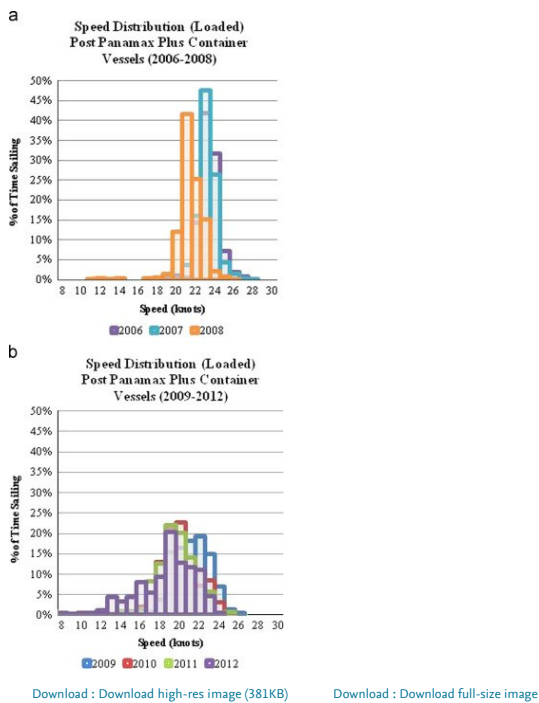 a
Speed Distribution (Loaded)
Post Panamax Plus Container
Vessels (2006-2008)
50%
45%
40%
35%
30%
25%
20%
15%
10%
5%
0%
% of Time Sailing
8 10 12 14 16 18 20 22 24 26 28 30
Speed (knots)
2006 2007 2008
b
Speed Distribution (Loaded)
Post Panamax Plus Container
Vessels (2009-2012)
50%
45%
40%
35%
30%
25%
20%
15%
10%
5%
0%
% of Time Sailing
8 10 12 14 16 18 20 22 24 26 28 30
Speed (knots)
2009 2010 2011 2012
Download : Download high-res image (381KB) Download : Download full-size image